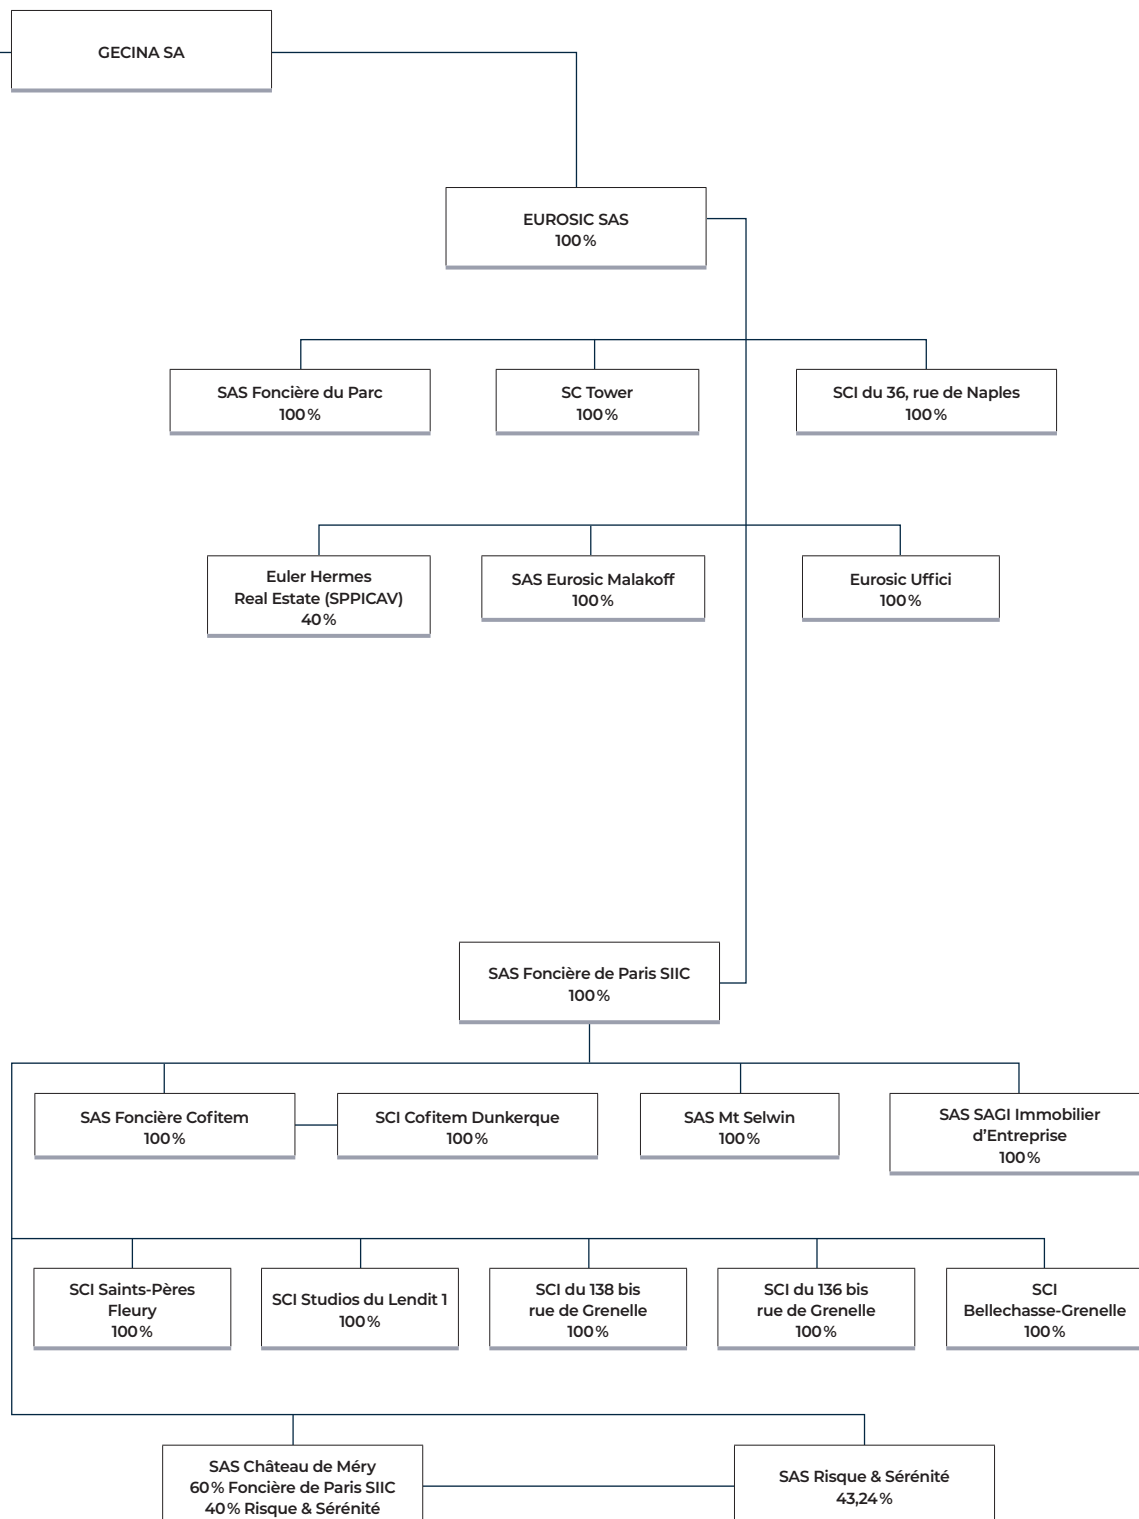 GECINA SA
EUROSIC SAS
100%
SAS Foncière du Parc
100%
SC Tower
100%
SCI du 36, rue de Naples
100%
Euler Hermes
Real Estate (SPPICAV)
40%
SAS Eurosic Malakoff
100%
Eurosic Uffici
100%
SAS Foncière de Paris SIIC
100%
SAS Foncière Cofitem
100%
SCI Cofitem Dunkerque
100%
SAS Mt Selwin
100%
SAS SAGI Immobilier
d’Entreprise
100%
SCI Saints-Pères
Fleury
100%
SCI Studios du Lendit 1
100%
SCI du 138 bis
rue de Grenelle
100%
SCI du 136 bis
rue de Grenelle
100%
SCI
Bellechasse-Grenelle
100%
SAS Château de Méry
60% Foncière de Paris SIIC
40% Risque & Sérénité
SAS Risque & Sérénité
43,24%